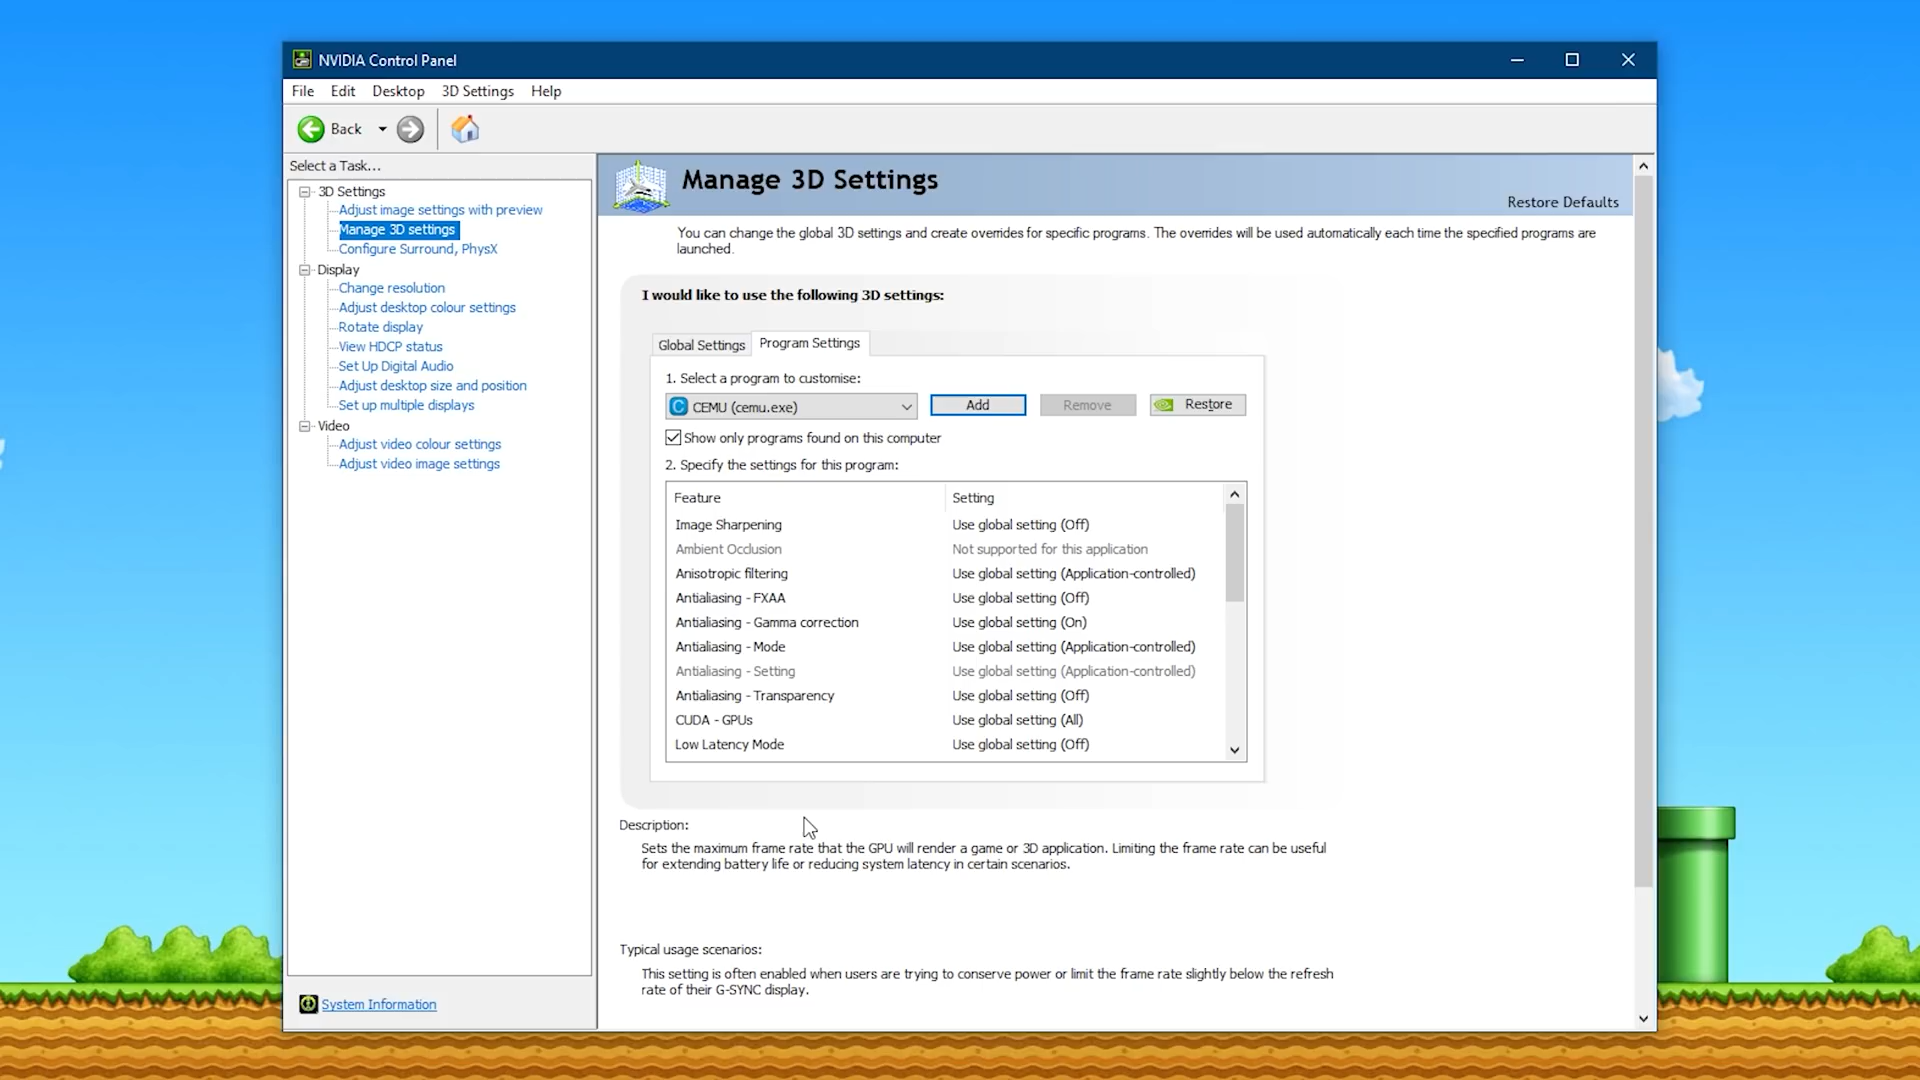 NVIDIA Control Panel
File Edit Desktop 3D Settings Help
Back
Select a Task...
3D Settings
Adjust image settings with preview
Manage 3D settings
Configure Surround, PhysX
Display
Change resolution
Adjust desktop colour settings
Rotate display
View HDCP status
Set Up Digital Audio
Adjust desktop size and position
Set up multiple displays
Video
Adjust video colour settings
Adjust video image settings
System Information
Manage 3D Settings
Restore Defaults
You can change the global 3D settings and create overrides for specific programs. The overrides will be used automatically each time the specified programs are
launched.
I would like to use the following 3D settings:
Global Settings Program Settings
1. Select a program to customise:
CEMU (cemu.exe) Add Remove Restore
Show only programs found on this computer
2. Specify the settings for this program:
Feature Setting
Image Sharpening Use global setting (Off)
Ambient Occlusion Not supported for this application
Anisotropic filtering Use global setting (Application-controlled)
Antialiasing - FXAA Use global setting (Off)
Antialiasing - Gamma correction Use global setting (On)
Antialiasing - Mode Use global setting (Application-controlled)
Antialiasing - Setting Use global setting (Application-controlled)
Antialiasing - Transparency Use global setting (Off)
CUDA - GPUs Use global setting (All)
Low Latency Mode Use global setting (Off)
Description:
Sets the maximum frame rate that the GPU will render a game or 3D application. Limiting the frame rate can be useful
for extending battery life or reducing system latency in certain scenarios.
Typical usage scenarios:
This setting is often enabled when users are trying to conserve power or limit the frame rate slightly below the refresh
rate of their G-SYNC display.